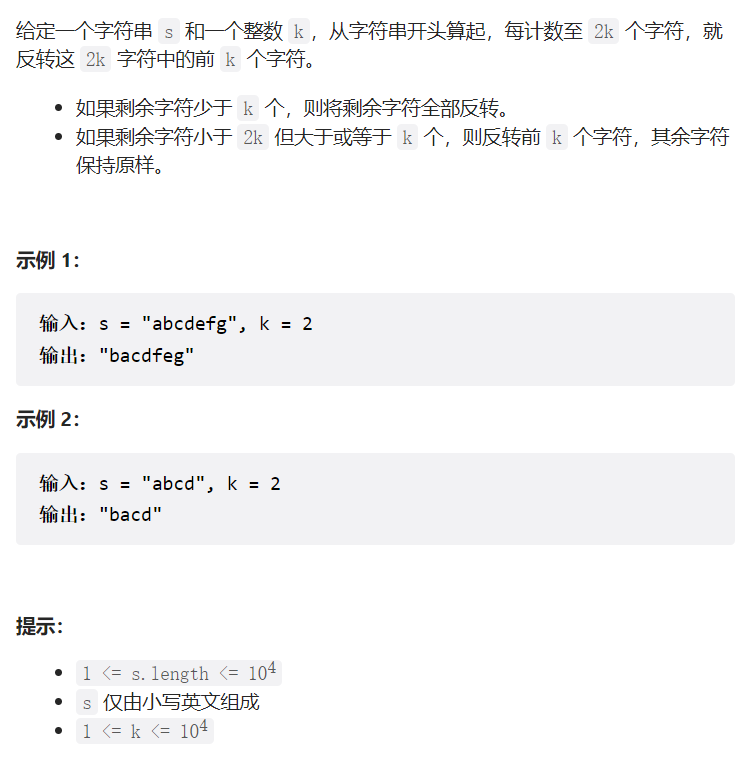 给定一个字符串 s 和一个整数 k，从字符串开头算起，每计数至 2k 个字符，就
反转这 2k 字符中的前 k 个字符。
• 如果剩余字符少于 k 个，则将剩余字符全部反转。
• 如果剩余字符小于 2k 但大于或等于 k 个，则反转前 k 个字符，其余字符
保持原样。
示例 1：
输入：s = "abcdefg", k = 2
输出："bacdfeg"
示例 2：
输入：s = "abcd", k = 2
输出："bacd"
提示：
• 1 <= s.length <= 10⁴
• s 仅由小写英文组成
• 1 <= k <= 10⁴